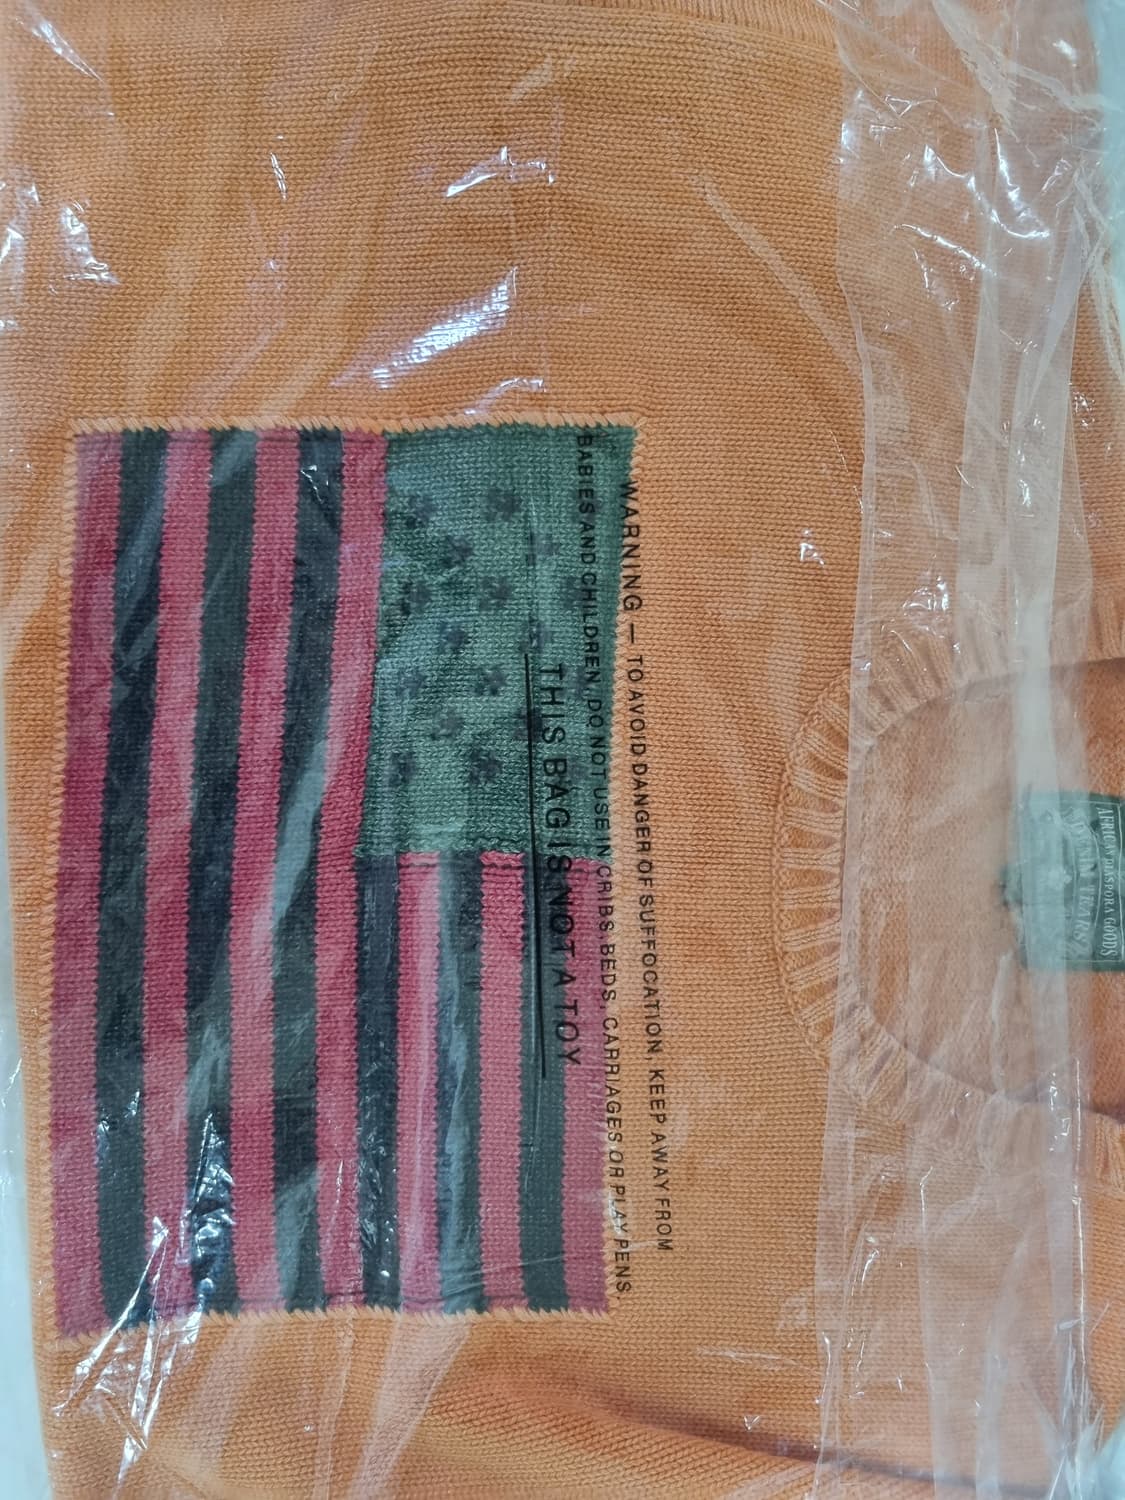 WARNING — TO AVOID DANGER OF SUFFOCATION KEEP AWAY FROM
BABIES AND CHILDREN. DO NOT USE IN CRIBS, BEDS, CARRIAGES OR PLAY PENS.
THIS BAG IS NOT A TOY
AFRICAN DIASPORA GOODS
DENIM TEARS